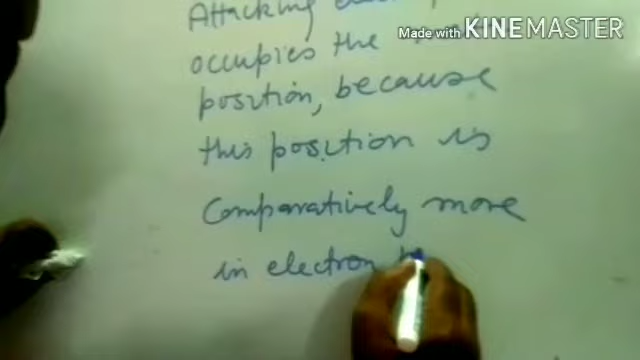 Made with KINEMASTER
Attacking
occupies the
position, because
this position is
Comparatively more
in electron